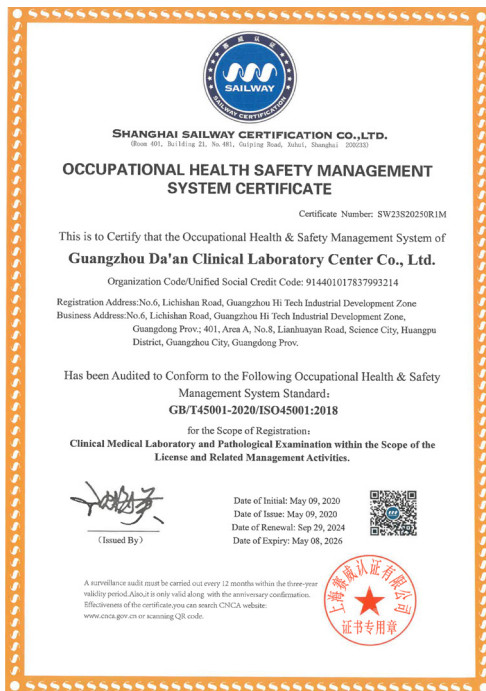 赛威认证
SAILWAY
SAILWAY CERTIFICATION
SHANGHAI SAILWAY CERTIFICATION CO.,LTD.
(Room 401, Building 21, No.481, Guiping Road, Xuhui, Shanghai 200233)
OCCUPATIONAL HEALTH SAFETY MANAGEMENT
SYSTEM CERTIFICATE
Certificate Number: SW23S20250R1M
This is to Certify that the Occupational Health & Safety Management System of
Guangzhou Da'an Clinical Laboratory Center Co., Ltd.
Organization Code/Unified Social Credit Code: 914401017837993214
Registration Address:No.6, Lichishan Road, Guangzhou Hi Tech Industrial Development Zone
Business Address:No.6, Lichishan Road, Guangzhou Hi Tech Industrial Development Zone,
Guangdong Prov.; 401, Area A, No.8, Lianhuayan Road, Science City, Huangpu
District, Guangzhou City, Guangdong Prov.
Has been Audited to Conform to the Following Occupational Health & Safety
Management System Standard:
GB/T45001-2020/ISO45001:2018
for the Scope of Registration:
Clinical Medical Laboratory and Pathological Examination within the Scope of the
License and Related Management Activities.
(Issued By)
Date of Initial: May 09, 2020
Date of Issue: May 09, 2020
Date of Renewal: Sep 29, 2024
Date of Expiry: May 08, 2026
A surveillance audit must be carried out every 12 months within the three-year
validity period.Also,it is only valid along with the anniversary confirmation.
Effectiveness of the certificate,you can search CNCA website:
www.cnca.gov.cn or scanning QR code.
上海赛威认证有限公司
证书专用章